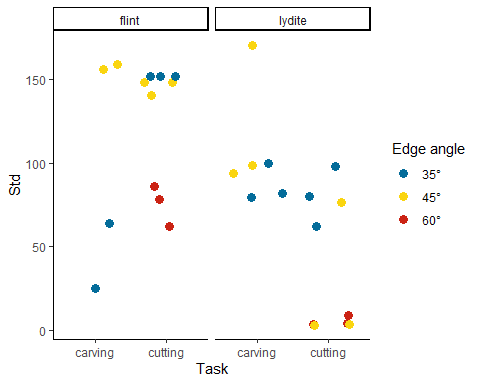 flint
lydite
Std
150
100
50
0
carving
cutting
carving
cutting
Task
Edge angle
35°
45°
60°